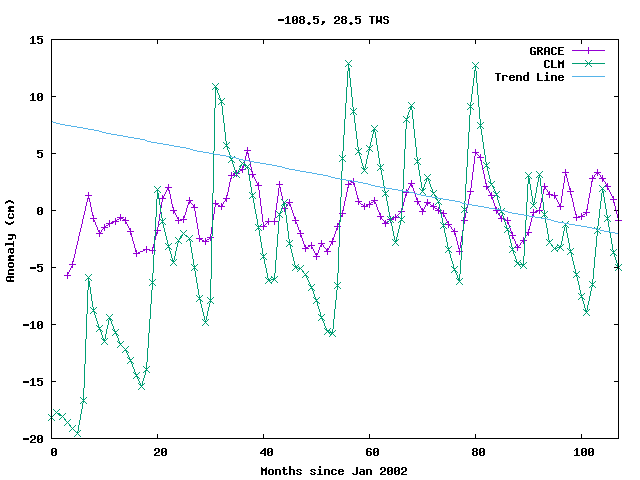 -108.5, 28.5 TWS
GRACE
CLM
Trend Line
15
10
5
0
-5
-10
-15
-20
Anomaly (cm)
0 20 40 60 80 100
Months since Jan 2002